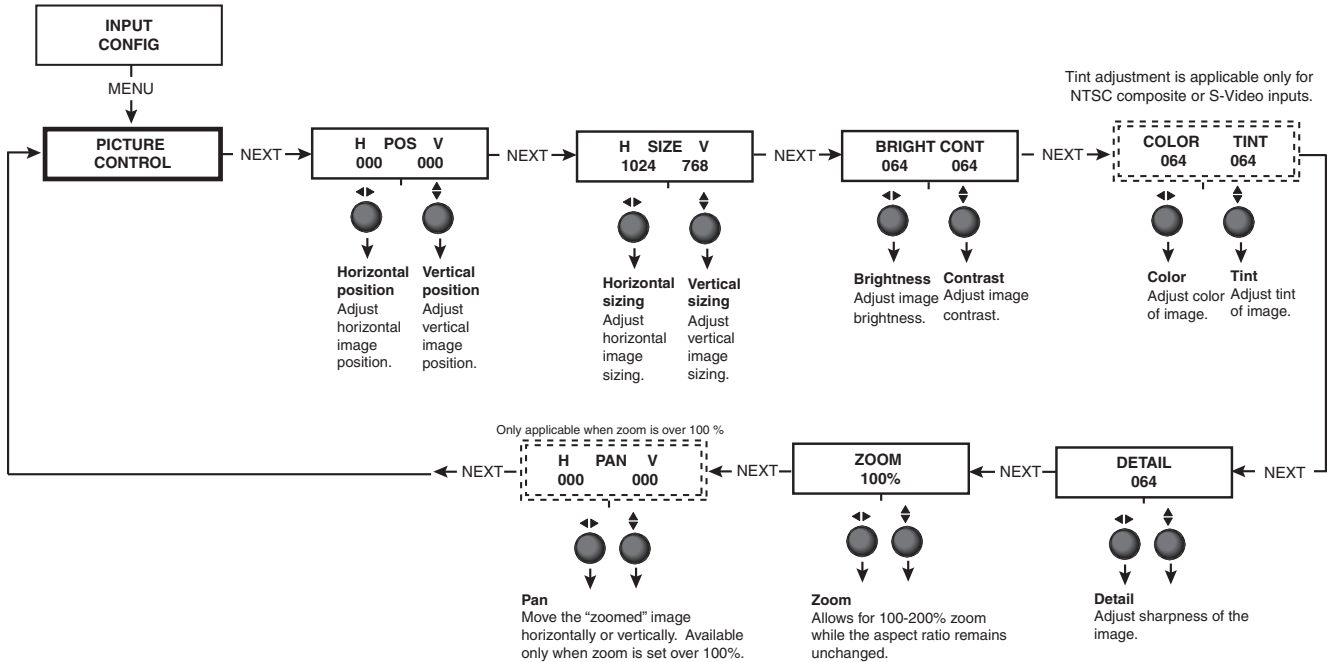 INPUT
CONFIG
MENU
PICTURE
CONTROL
NEXT
H POS V
000 000
Horizontal
position
Adjust
horizontal
image
position.
Vertical
position
Adjust
vertical
image
position.
NEXT
H SIZE V
1024 768
Horizontal
sizing
Adjust
horizontal
image
sizing.
Vertical
sizing
Adjust
vertical
image
sizing.
NEXT
BRIGHT CONT
064 064
Brightness
Adjust image
brightness.
Contrast
Adjust image
contrast.
NEXT
Tint adjustment is applicable only for
NTSC composite or S-Video inputs.
COLOR TINT
064 064
Color
Adjust color
of image.
Tint
Adjust tint
of image.
NEXT
DETAIL
064
Detail
Adjust sharpness of the
image.
NEXT
ZOOM
100%
Zoom
Allows for 100-200% zoom
while the aspect ratio remains
unchanged.
NEXT
Only applicable when zoom is over 100 %
H PAN V
000 000
Pan
Move the “zoomed” image
horizontally or vertically. Available
only when zoom is set over 100%.
NEXT